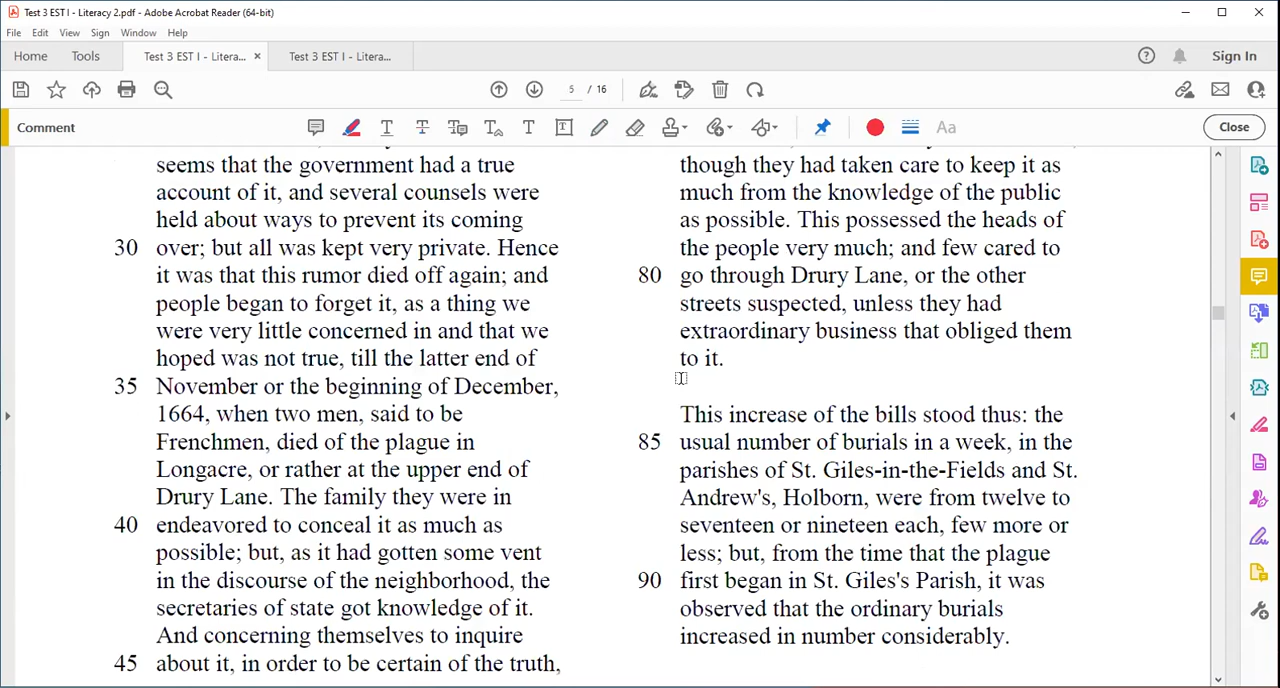 Test 3 EST I - Literacy 2.pdf - Adobe Acrobat Reader (64-bit)
File Edit View Sign Window Help
Home Tools Test 3 EST I - Litera... × Test 3 EST I - Litera... Sign In
5 / 16
Comment Aa Close
seems that the government had a true
account of it, and several counsels were
held about ways to prevent its coming
30 over; but all was kept very private. Hence
it was that this rumor died off again; and
people began to forget it, as a thing we
were very little concerned in and that we
hoped was not true, till the latter end of
35 November or the beginning of December,
1664, when two men, said to be
Frenchmen, died of the plague in
Longacre, or rather at the upper end of
Drury Lane. The family they were in
40 endeavored to conceal it as much as
possible; but, as it had gotten some vent
in the discourse of the neighborhood, the
secretaries of state got knowledge of it.
And concerning themselves to inquire
45 about it, in order to be certain of the truth,
though they had taken care to keep it as
much from the knowledge of the public
as possible. This possessed the heads of
the people very much; and few cared to
80 go through Drury Lane, or the other
streets suspected, unless they had
extraordinary business that obliged them
to it.
This increase of the bills stood thus: the
85 usual number of burials in a week, in the
parishes of St. Giles-in-the-Fields and St.
Andrew's, Holborn, were from twelve to
seventeen or nineteen each, few more or
less; but, from the time that the plague
90 first began in St. Giles's Parish, it was
observed that the ordinary burials
increased in number considerably.